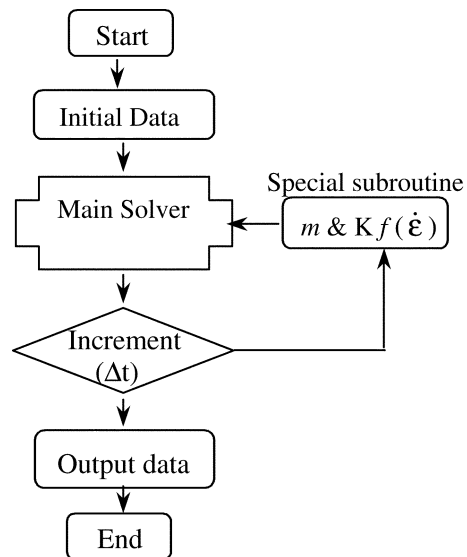 Start
Initial Data
Special subroutine
Main Solver
m & K f ( ε̇ )
Increment
(Δt)
Output data
End